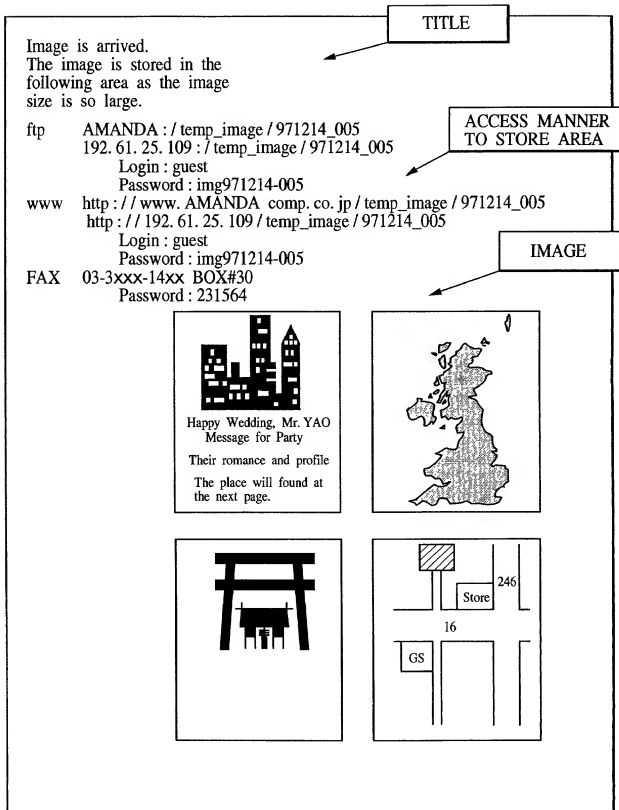 TITLE
Image is arrived.
The image is stored in the
following area as the image
size is so large.
ACCESS MANNER
TO STORE AREA
ftp AMANDA : / temp_image / 971214_005
192. 61. 25. 109 : / temp_image / 971214_005
Login : guest
Password : img971214-005
www http : / / www. AMANDA comp. co. jp / temp_image / 971214_005
http : / / 192. 61. 25. 109 / temp_image / 971214_005
Login : guest
Password : img971214-005
IMAGE
FAX 03-3xxx-14xx BOX#30
Password : 231564
Happy Wedding, Mr. YAO
Message for Party
Their romance and profile
The place will found at
the next page.
246
Store
16
GS